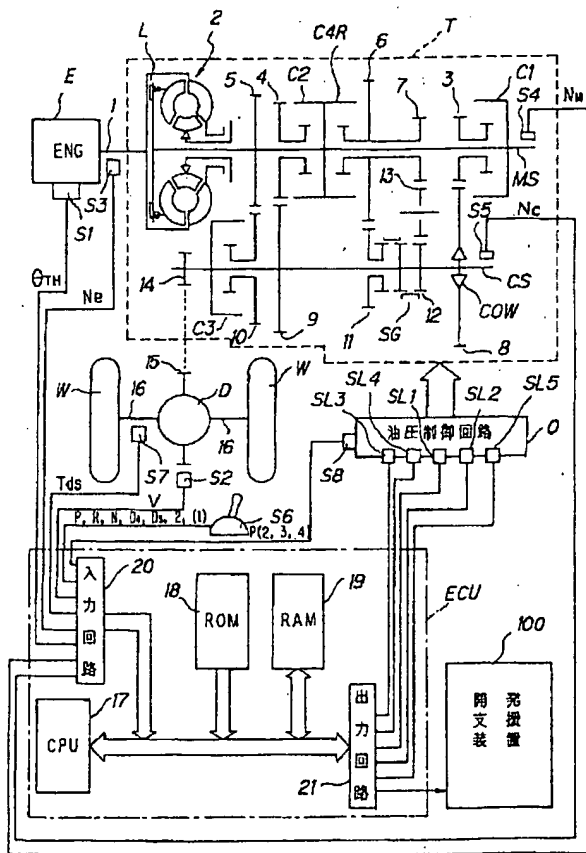 C4R
6
T
L
2
5
4
C2
7
3
C1
S4
NM
E
1
ENG
S3
MS
S1
13
S5
Nc
θTH
Ne
14
CS
C3
10
9
11
SG
12
COW
8
15
W
D
W
16
16
SL4
SL1
SL2
SL5
SL3
油圧制御回路
O
S8
S7
S2
Tds
V
P, R, N, D4, D3, 2, (1)
S6
P(2, 3, 4)
20
入力回路
18
ROM
19
RAM
ECU
100
17
CPU
出力回路
21
開発
支援
装置